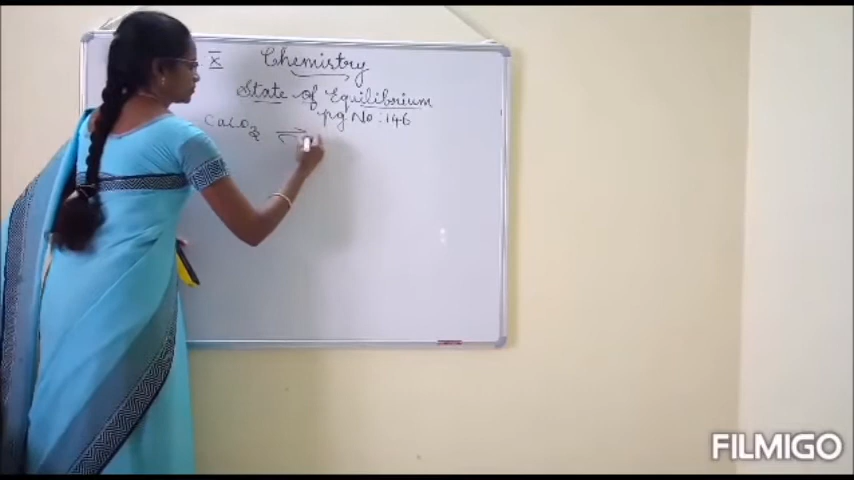 X Chemistry
State of Equilibrium
pg No : 146
CaCO3 ⇌
FILMIGO